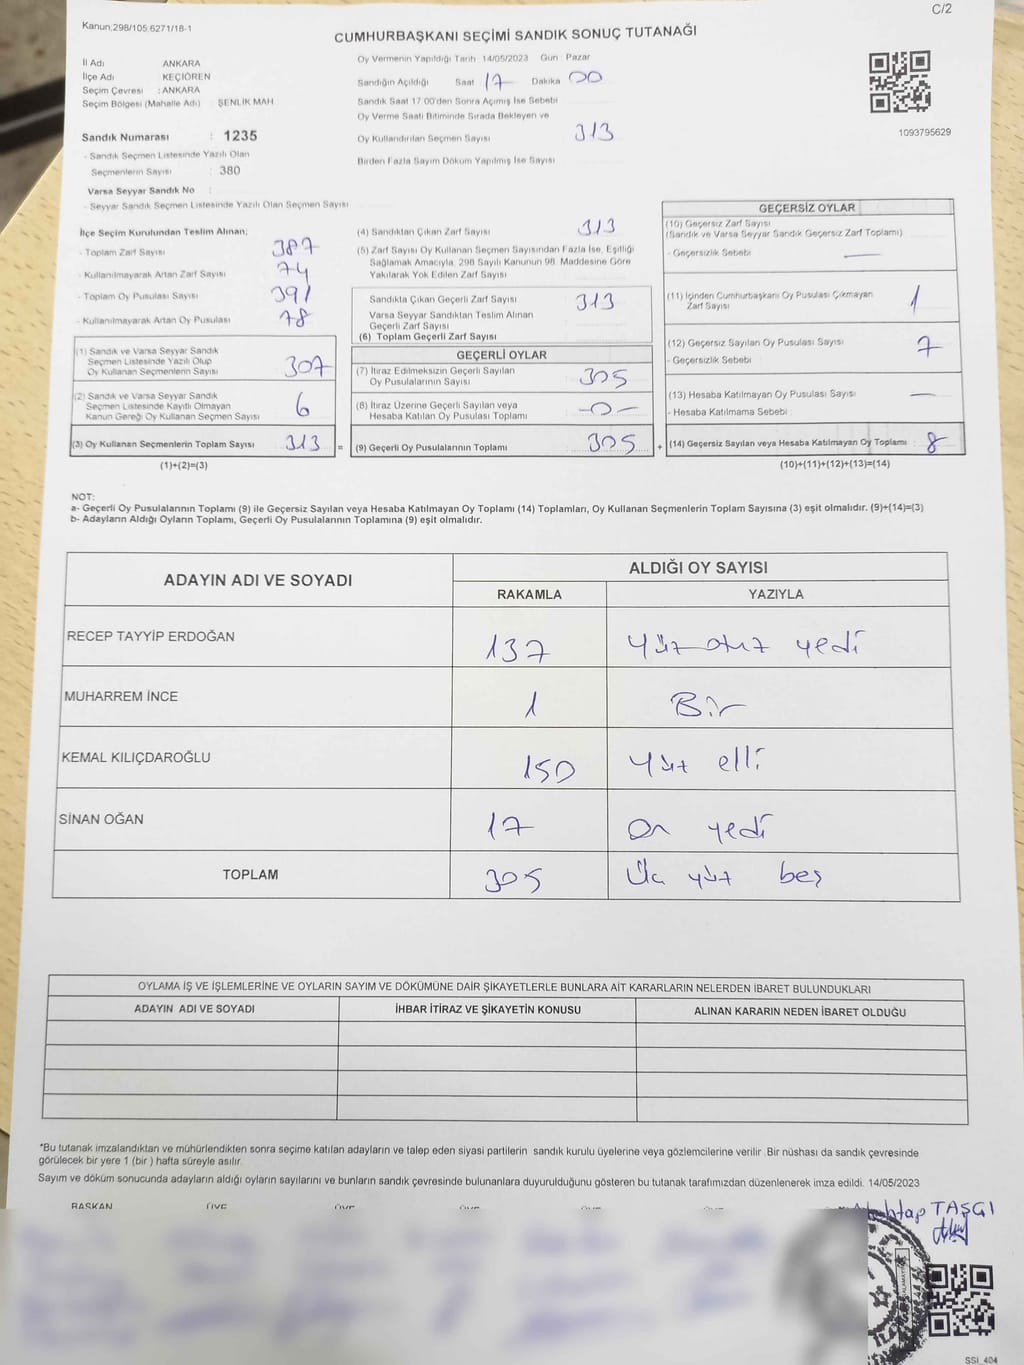 C/2
Kanun;298/105.6271/18-1
CUMHURBAŞKANI SEÇİMİ SANDIK SONUÇ TUTANAĞI
İl Adı ANKARA
İlçe Adı KEÇİÖREN
Seçim Çevresi : ANKARA
Seçim Bölgesi (Mahalle Adı) : ŞENLİK MAH.
Sandık Numarası : 1235
- Sandık Seçmen Listesinde Yazılı Olan
Seçmenlerin Sayısı : 380
Varsa Seyyar Sandık No :
- Seyyar Sandık Seçmen Listesinde Yazılı Olan Seçmen Sayısı
Oy Vermenin Yapıldığı Tarih 14/05/2023 Gün Pazar
Sandığın Açıldığı Saat 17 Dakika 00
Sandık Saat 17.00'den Sonra Açımış İse Sebebi
Oy Verme Saati Bitiminde Sırada Bekleyen ve
Oy Kullandırılan Seçmen Sayısı 313
Birden Fazla Sayım Döküm Yapılmış İse Sayısı
1093795629
İlçe Seçim Kurulundan Teslim Alınan;
- Toplam Zarf Sayısı 387
- Kullanılmayarak Artan Zarf Sayısı 74
- Toplam Oy Pusulası Sayısı 391
- Kullanılmayarak Artan Oy Pusulası 78
(1) Sandık ve Varsa Seyyar Sandık
Seçmen Listesinde Yazılı Olup
Oy Kullanan Seçmenlerin Sayısı 307
(2) Sandık ve Varsa Seyyar Sandık
Seçmen Listesinde Kayıtlı Olmayan
Kanun Gereği Oy Kullanan Seçmen Sayısı 6
(3) Oy Kullanan Seçmenlerin Toplam Sayısı 313 =
(1)+(2)=(3)
(4) Sandıktan Çıkan Zarf Sayısı 313
(5) Zarf Sayısı Oy Kullanan Seçmen Sayısından Fazla İse, Eşitliği
Sağlamak Amacıyla, 298 Sayılı Kanunun 98. Maddesine Göre
Yakılarak Yok Edilen Zarf Sayısı
Sandıkta Çıkan Geçerli Zarf Sayısı 313
Varsa Seyyar Sandıktan Teslim Alınan
Geçerli Zarf Sayısı
(6) Toplam Geçerli Zarf Sayısı
GEÇERLİ OYLAR
(7) İtiraz Edilmeksizin Geçerli Sayılan
Oy Pusulalarının Sayısı 305
(8) İtiraz Üzerine Geçerli Sayılan veya
Hesaba Katılan Oy Pusulası Toplamı -0-
(9) Geçerli Oy Pusulalarının Toplamı 305 +
GEÇERSİZ OYLAR
(10) Geçersiz Zarf Sayısı
(Sandık ve Varsa Seyyar Sandık Geçersiz Zarf Toplamı)
- Geçersizlik Sebebi —
(11) İçinden Cumhurbaşkanı Oy Pusulası Çıkmayan
Zarf Sayısı 1
(12) Geçersiz Sayılan Oy Pusulası Sayısı 7
- Geçersizlik Sebebi
(13) Hesaba Katılmayan Oy Pusulası Sayısı —
- Hesaba Katılmama Sebebi
(14) Geçersiz Sayılan veya Hesaba Katılmayan Oy Toplamı : 8
(10)+(11)+(12)+(13)=(14)
NOT:
a- Geçerli Oy Pusulalarının Toplamı (9) ile Geçersiz Sayılan veya Hesaba Katılmayan Oy Toplamı (14) Toplamları, Oy Kullanan Seçmenlerin Toplam Sayısına (3) eşit olmalıdır. (9)+(14)=(3)
b- Adayların Aldığı Oyların Toplamı, Geçerli Oy Pusulalarının Toplamına (9) eşit olmalıdır.
ADAYIN ADI VE SOYADI ALDIĞI OY SAYISI
RAKAMLA YAZIYLA
RECEP TAYYİP ERDOĞAN 137 yüz otuz yedi
MUHARREM İNCE 1 Bir
KEMAL KILIÇDAROĞLU 150 yüz elli
SİNAN OĞAN 17 on yedi
TOPLAM 305 Üç yüz beş
OYLAMA İŞ VE İŞLEMLERİNE VE OYLARIN SAYIM VE DÖKÜMÜNE DAİR ŞİKAYETLERLE BUNLARA AİT KARARLARIN NELERDEN İBARET BULUNDUKLARI
ADAYIN ADI VE SOYADI İHBAR İTİRAZ VE ŞİKAYETİN KONUSU ALINAN KARARIN NEDEN İBARET OLDUĞU
*Bu tutanak imzalandıktan ve mühürlendikten sonra seçime katılan adayların ve talep eden siyasi partilerin sandık kurulu üyelerine veya gözlemcilerine verilir. Bir nüshası da sandık çevresinde
görülecek bir yere 1 (bir ) hafta süreyle asılır.
Sayım ve döküm sonucunda adayların aldığı oyların sayılarını ve bunların sandık çevresinde bulunanlara duyurulduğunu gösteren bu tutanak tarafımızdan düzenlenerek imza edildi. 14/05/2023
BAŞKAN ÜYE ÜYE ÜYE ÜYE ÜYE
TAŞGI
SSI_404